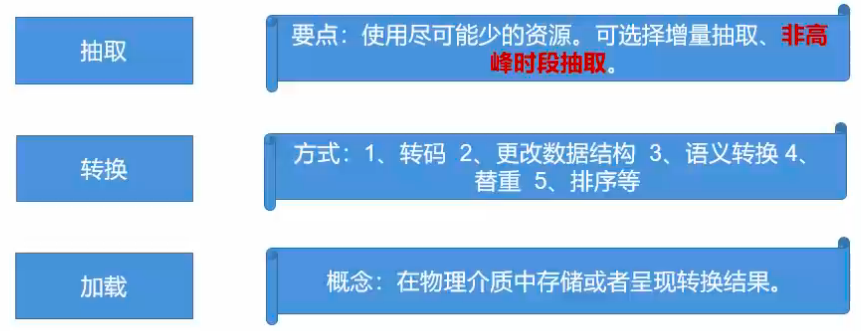 抽取
要点：使用尽可能少的资源。可选择增量抽取、非高
峰时段抽取。
转换
方式：1、转码 2、更改数据结构 3、语义转换 4、
替重 5、排序等
加载
概念：在物理介质中存储或者呈现转换结果。